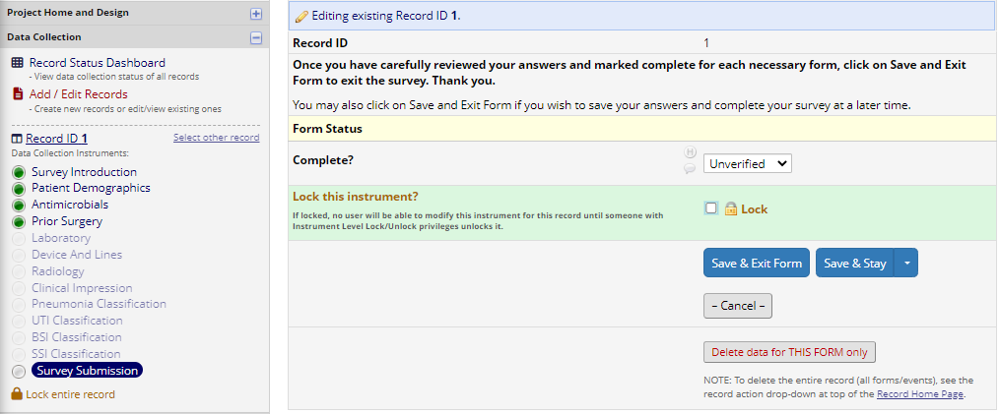 Project Home and Design
Data Collection
Record Status Dashboard
- View data collection status of all records
Add / Edit Records
- Create new records or edit/view existing ones
Record ID 1
Select other record
Data Collection Instruments:
Survey Introduction
Patient Demographics
Antimicrobials
Prior Surgery
Laboratory
Device And Lines
Radiology
Clinical Impression
Pneumonia Classification
UTI Classification
BSI Classification
SSI Classification
Survey Submission
Lock entire record
Editing existing Record ID 1.
Record ID
1
Once you have carefully reviewed your answers and marked complete for each necessary form, click on Save and Exit
Form to exit the survey. Thank you.
You may also click on Save and Exit Form if you wish to save your answers and complete your survey at a later time.
Form Status
Complete?
H
Unverified
Lock this instrument?
If locked, no user will be able to modify this instrument for this record until someone with
Instrument Level Lock/Unlock privileges unlocks it.
Lock
Save & Exit Form
Save & Stay
– Cancel –
Delete data for THIS FORM only
NOTE: To delete the entire record (all forms/events), see the
record action drop-down at top of the Record Home Page.